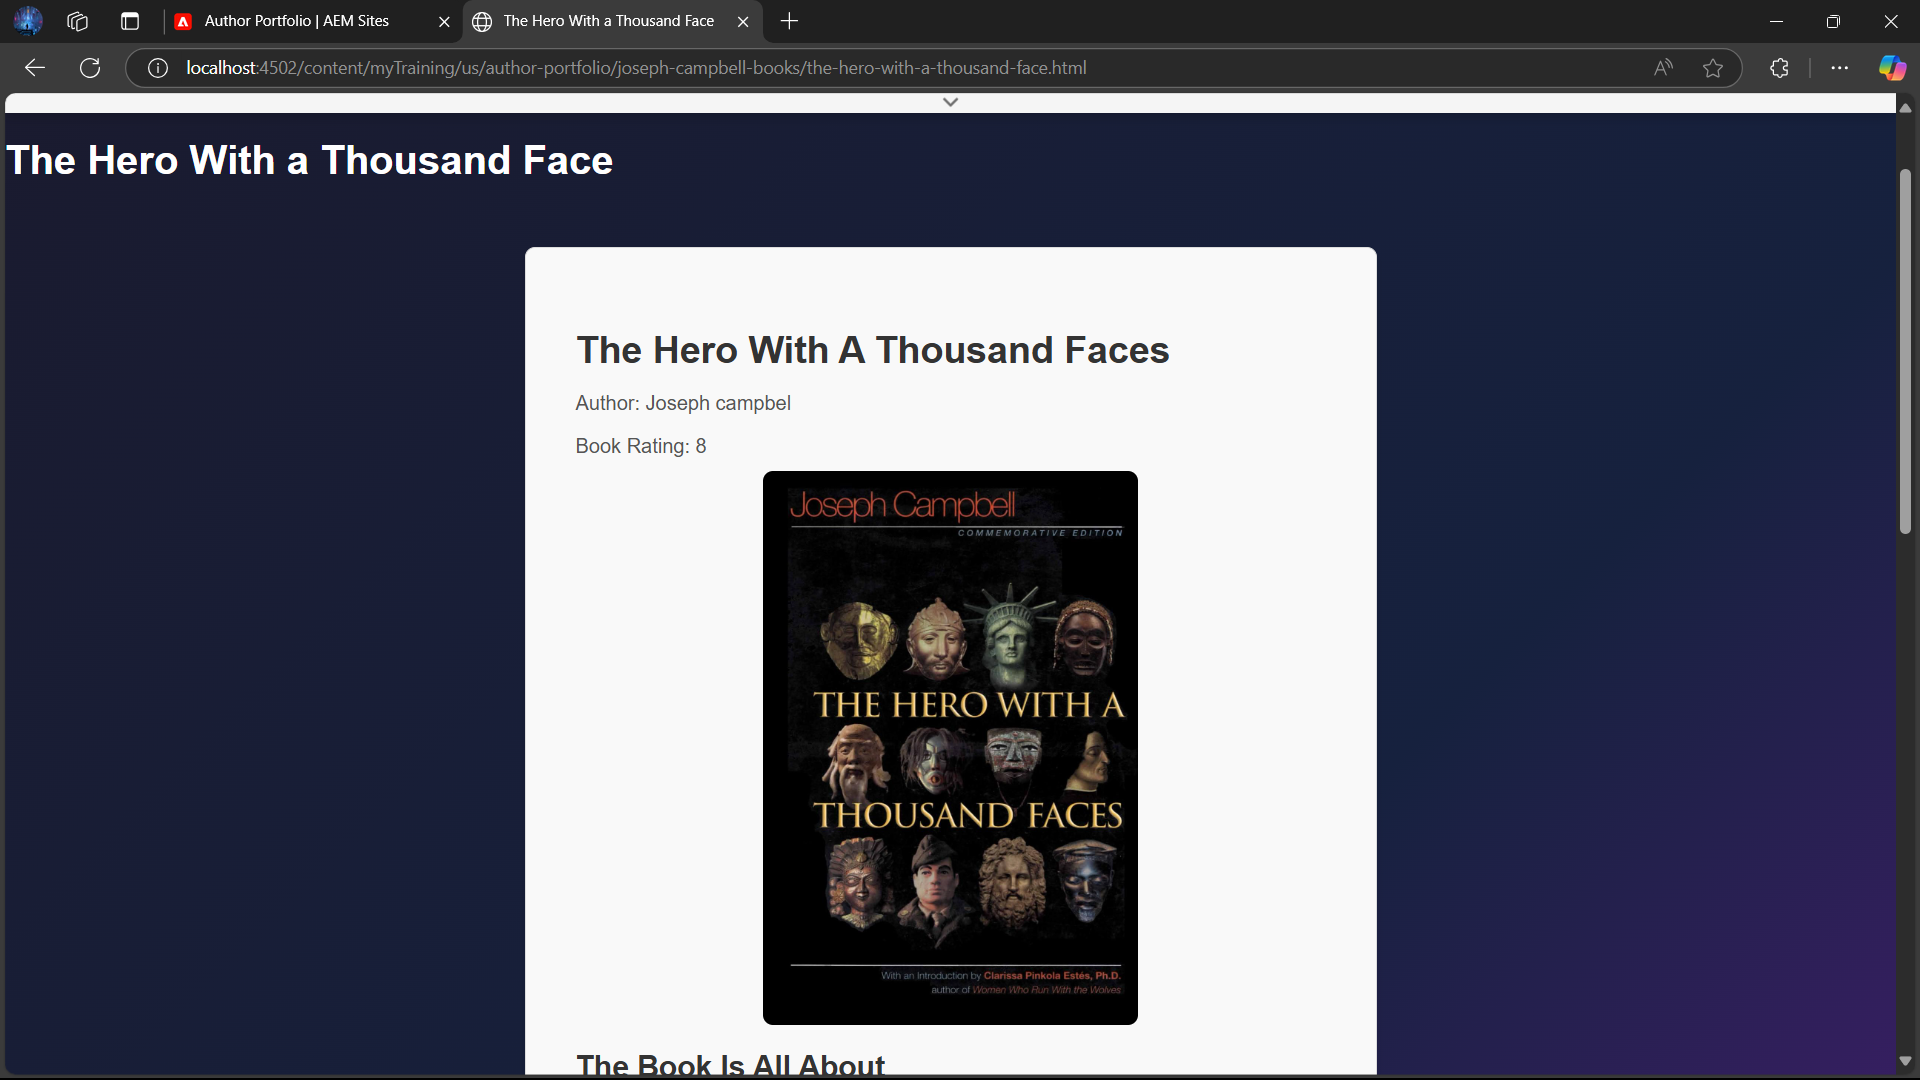 Author Portfolio | AEM Sites
The Hero With a Thousand Face
localhost:4502/content/myTraining/us/author-portfolio/joseph-campbell-books/the-hero-with-a-thousand-face.html
The Hero With a Thousand Face
The Hero With A Thousand Faces
Author: Joseph campbel
Book Rating: 8
Joseph Campbell
COMMEMORATIVE EDITION
THE HERO WITH A
THOUSAND FACES
With an Introduction by Clarissa Pinkola Estés, Ph.D.
author of Women Who Run With the Wolves
The Book Is All About